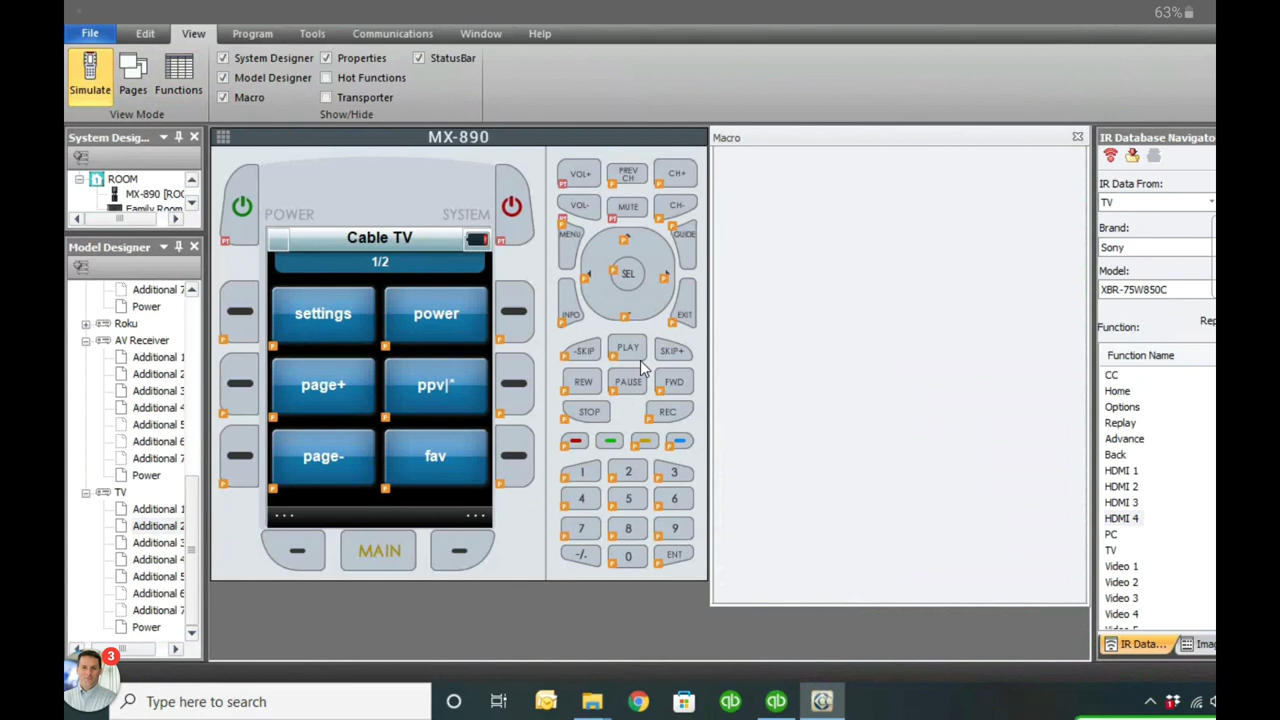 63%
File Edit View Program Tools Communications Window Help
Simulate Pages Functions
View Mode
System Designer Properties StatusBar
Model Designer Hot Functions
Macro Transporter
Show/Hide
System Desig...
1 ROOM
MX-890 [ROO
Family Room
Model Designer
Additional 7
Power
Roku
AV Receiver
Additional 1
Additional 2
Additional 3
Additional 4
Additional 5
Additional 6
Additional 7
Power
TV
Additional 1
Additional 2
Additional 3
Additional 4
Additional 5
Additional 6
Additional 7
Power
MX-890
POWER SYSTEM
Cable TV
1/2
settings power
page+ ppv|*
page- fav
... ...
MAIN
VOL+ PREV CH CH+
VOL- MUTE CH-
MENU GUIDE
SEL
INFO EXIT
-SKIP PLAY SKIP+
REW PAUSE FWD
STOP REC
1 2 3
4 5 6
7 8 9
-/. 0 ENT
Macro
IR Database Navigato
IR Data From:
TV
Brand:
Sony
Model:
XBR-75W850C
Function: Rep
Function Name
CC
Home
Options
Replay
Advance
Back
HDMI 1
HDMI 2
HDMI 3
HDMI 4
PC
TV
Video 1
Video 2
Video 3
Video 4
IR Data... Imag
3
Type here to search